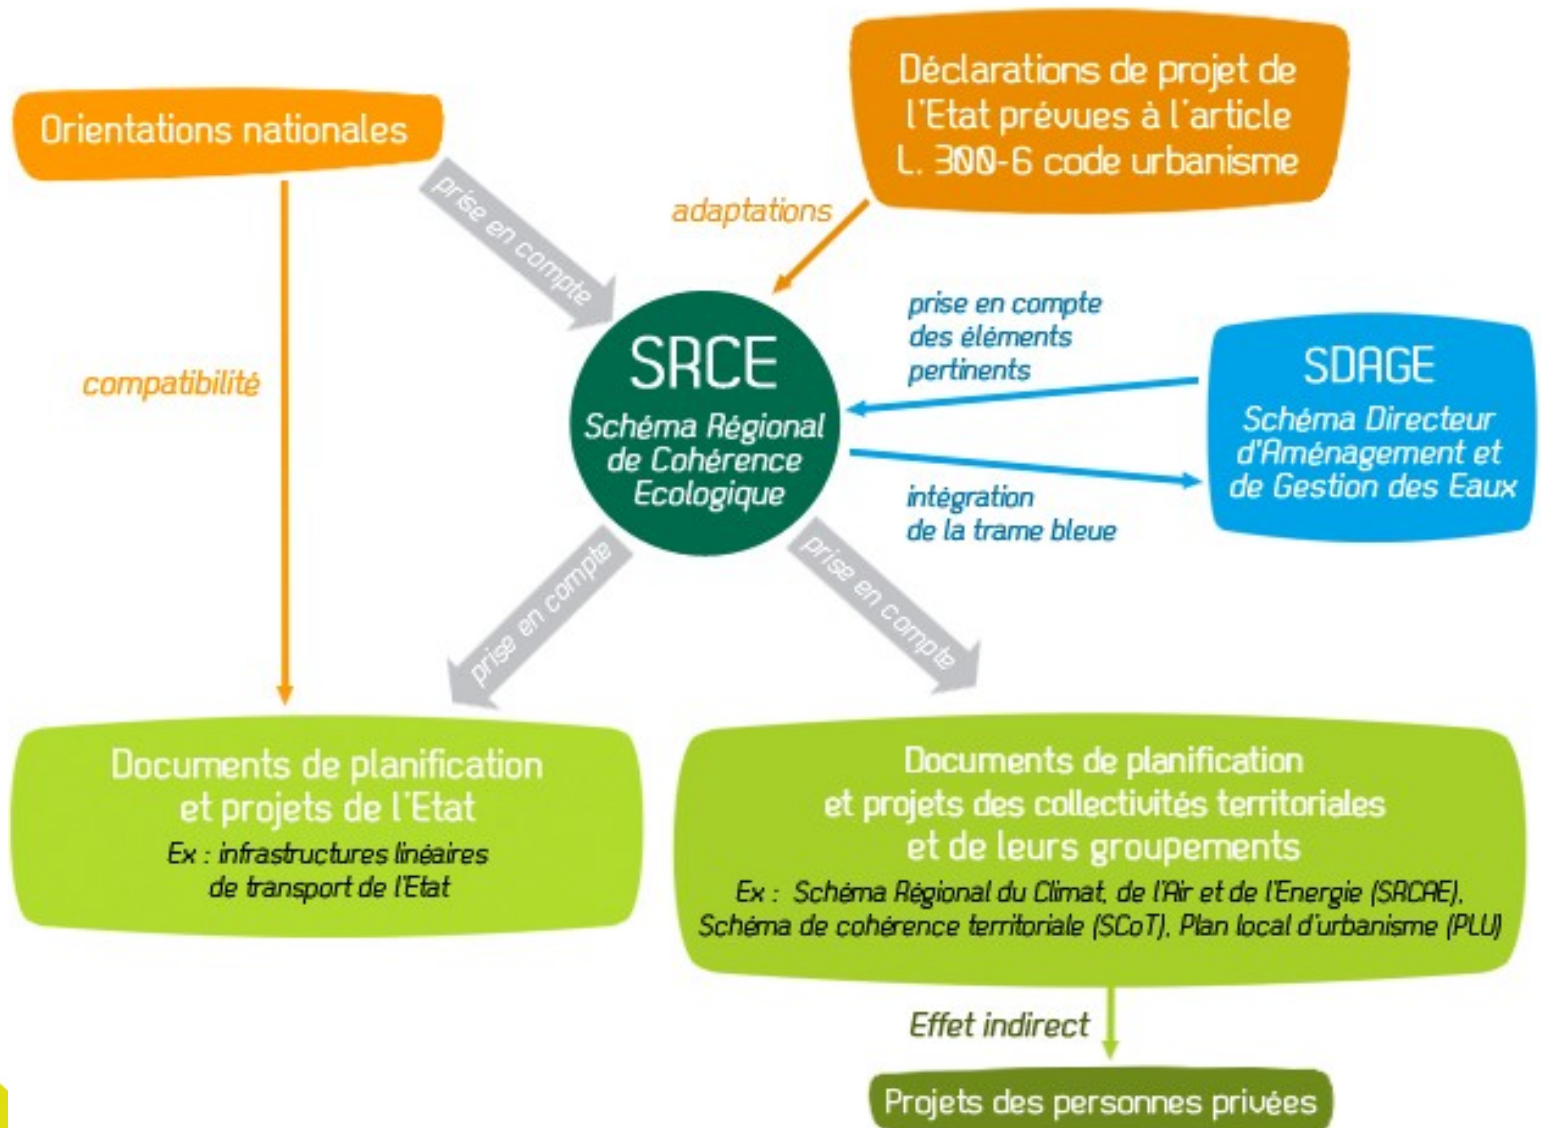 Orientations nationales
Déclarations de projet de
l'Etat prévues à l'article
L. 300-6 code urbanisme
prise en compte
adaptations
compatibilité
SRCE
Schéma Régional
de Cohérence
Ecologique
prise en compte
des éléments
pertinents
SDAGE
Schéma Directeur
d'Aménagement et
de Gestion des Eaux
intégration
de la trame bleue
prise en compte
prise en compte
Documents de planification
et projets de l'Etat
Ex : infrastructures linéaires
de transport de l'Etat
Documents de planification
et projets des collectivités territoriales
et de leurs groupements
Ex : Schéma Régional du Climat, de l'Air et de l'Energie (SRCAE),
Schéma de cohérence territoriale (SCoT), Plan local d'urbanisme (PLU)
Effet indirect
Projets des personnes privées